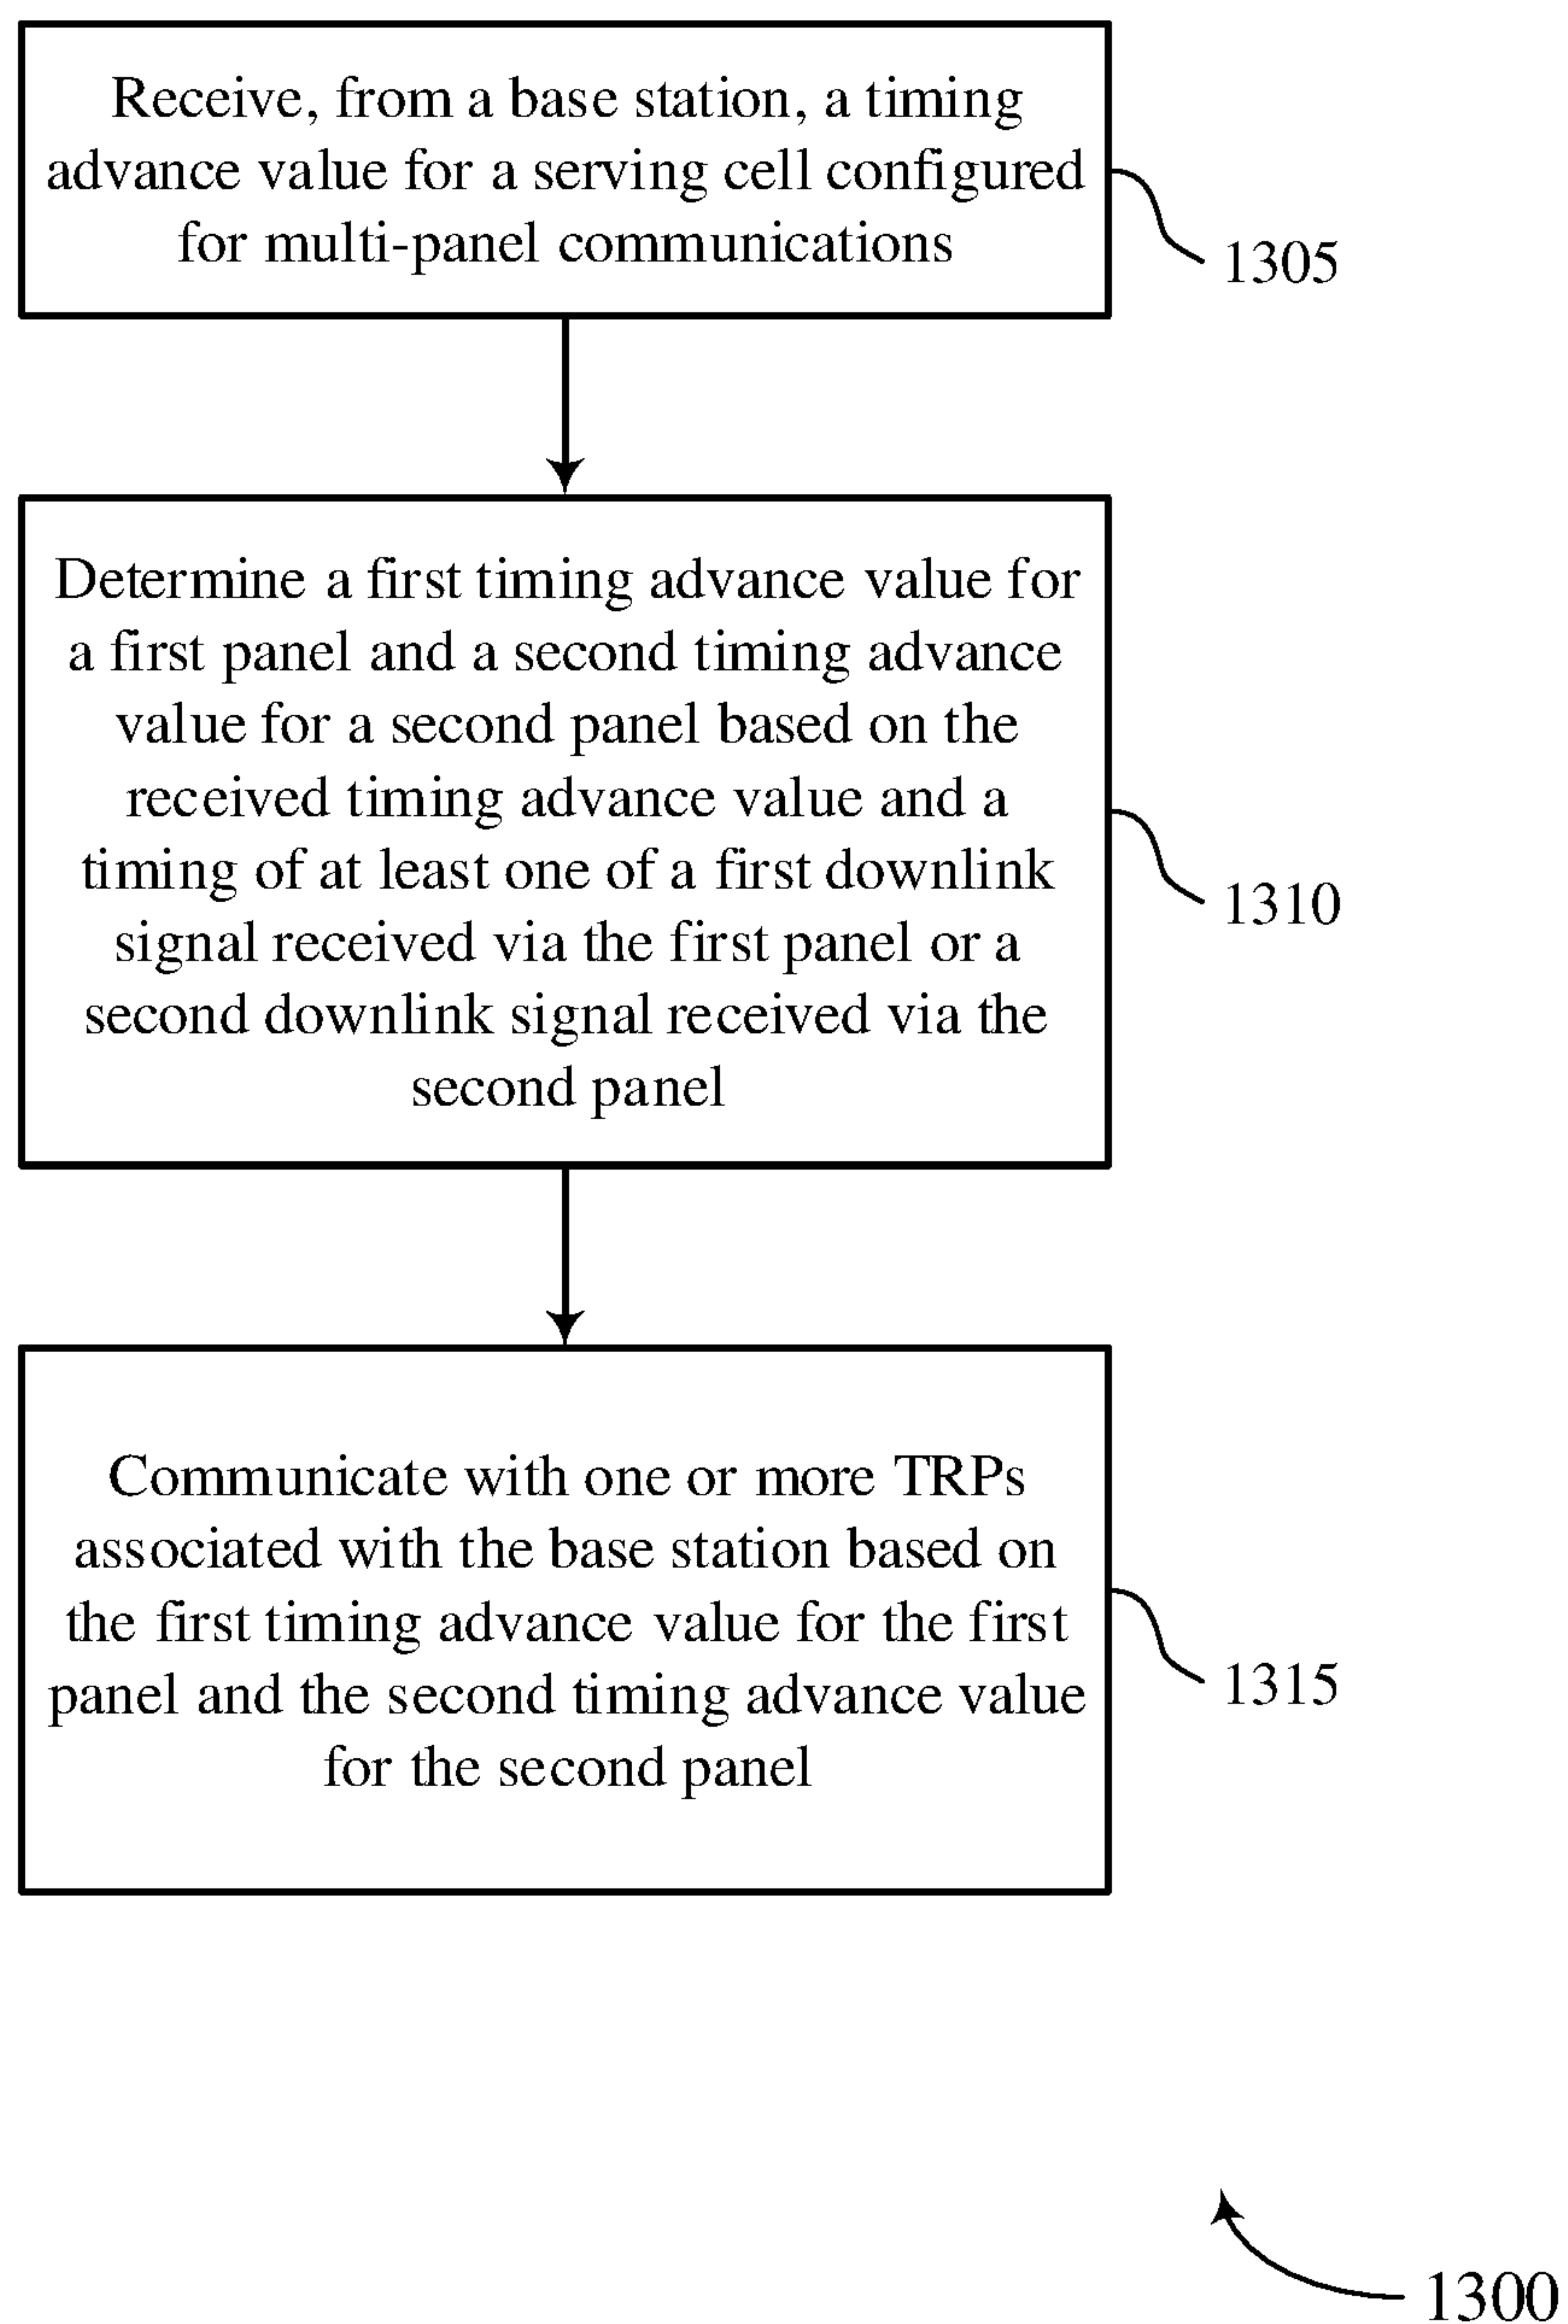 Receive, from a base station, a timing
advance value for a serving cell configured
for multi-panel communications
1305
Determine a first timing advance value for
a first panel and a second timing advance
value for a second panel based on the
received timing advance value and a
timing of at least one of a first downlink
signal received via the first panel or a
second downlink signal received via the
second panel
1310
Communicate with one or more TRPs
associated with the base station based on
the first timing advance value for the first
panel and the second timing advance value
for the second panel
1315
1300